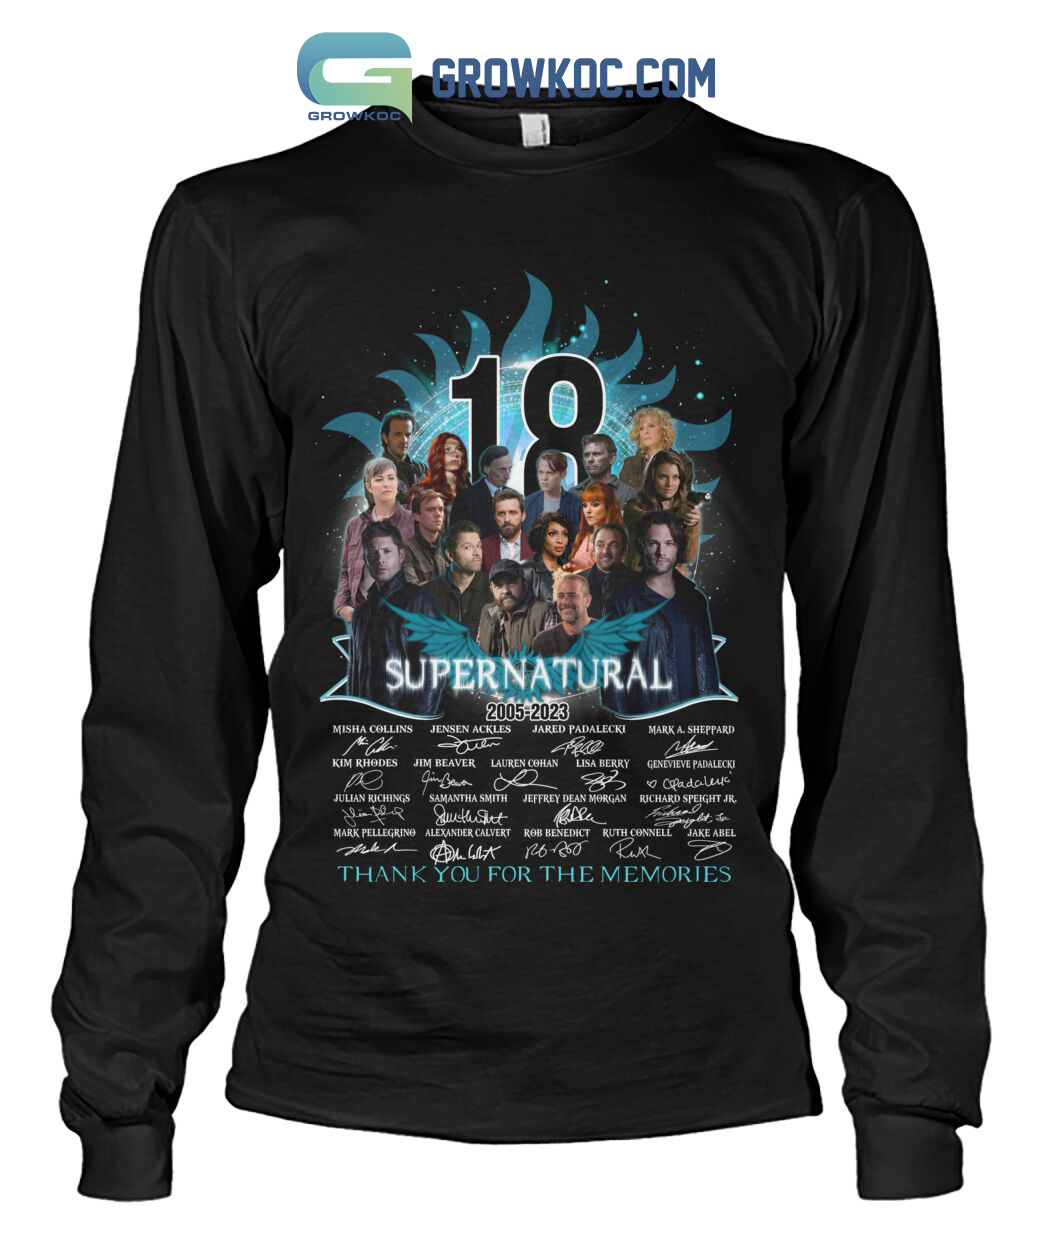 GROWKOC.COM
GROWKOC
18
SUPERNATURAL
2005-2023
MISHA COLLINS JENSEN ACKLES JARED PADALECKI MARK A. SHEPPARD
KIM RHODES JIM BEAVER LAUREN COHAN LISA BERRY GENEVIEVE PADALECKI
JULIAN RICHINGS SAMANTHA SMITH JEFFREY DEAN MORGAN RICHARD SPEIGHT JR.
MARK PELLEGRINO ALEXANDER CALVERT ROB BENEDICT RUTH CONNELL JAKE ABEL
THANK YOU FOR THE MEMORIES